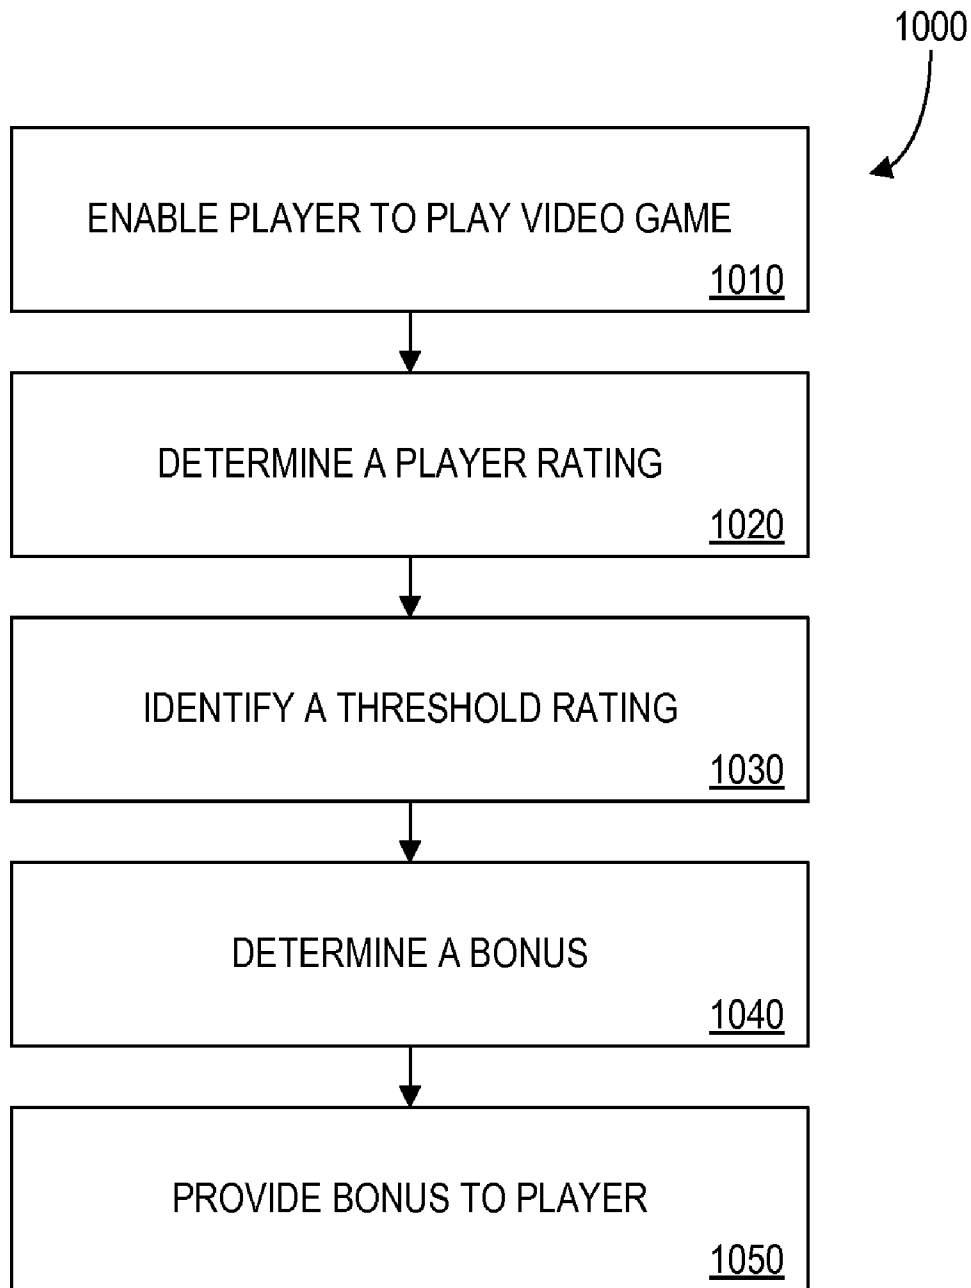 1000
ENABLE PLAYER TO PLAY VIDEO GAME
1010
DETERMINE A PLAYER RATING
1020
IDENTIFY A THRESHOLD RATING
1030
DETERMINE A BONUS
1040
PROVIDE BONUS TO PLAYER
1050